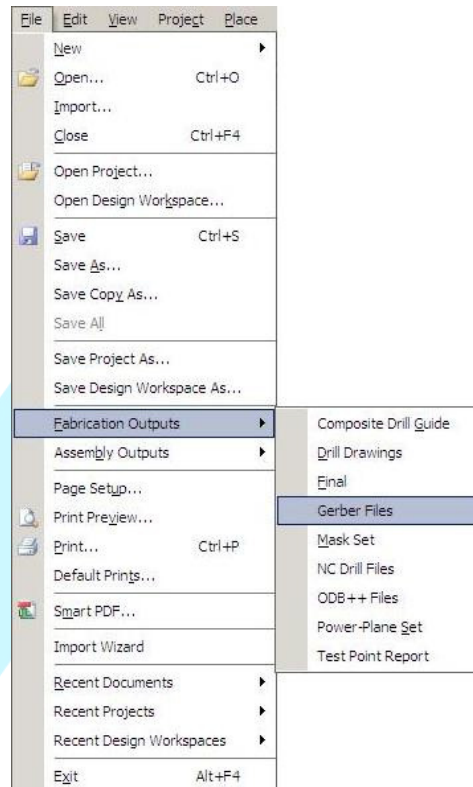 File Edit View Project Place
New
Open... Ctrl+O
Import...
Close Ctrl+F4
Open Project...
Open Design Workspace...
Save Ctrl+S
Save As...
Save Copy As...
Save All
Save Project As...
Save Design Workspace As...
Fabrication Outputs
Assembly Outputs
Page Setup...
Print Preview...
Print... Ctrl+P
Default Prints...
Smart PDF...
Import Wizard
Recent Documents
Recent Projects
Recent Design Workspaces
Exit Alt+F4
Composite Drill Guide
Drill Drawings
Final
Gerber Files
Mask Set
NC Drill Files
ODB++ Files
Power-Plane Set
Test Point Report